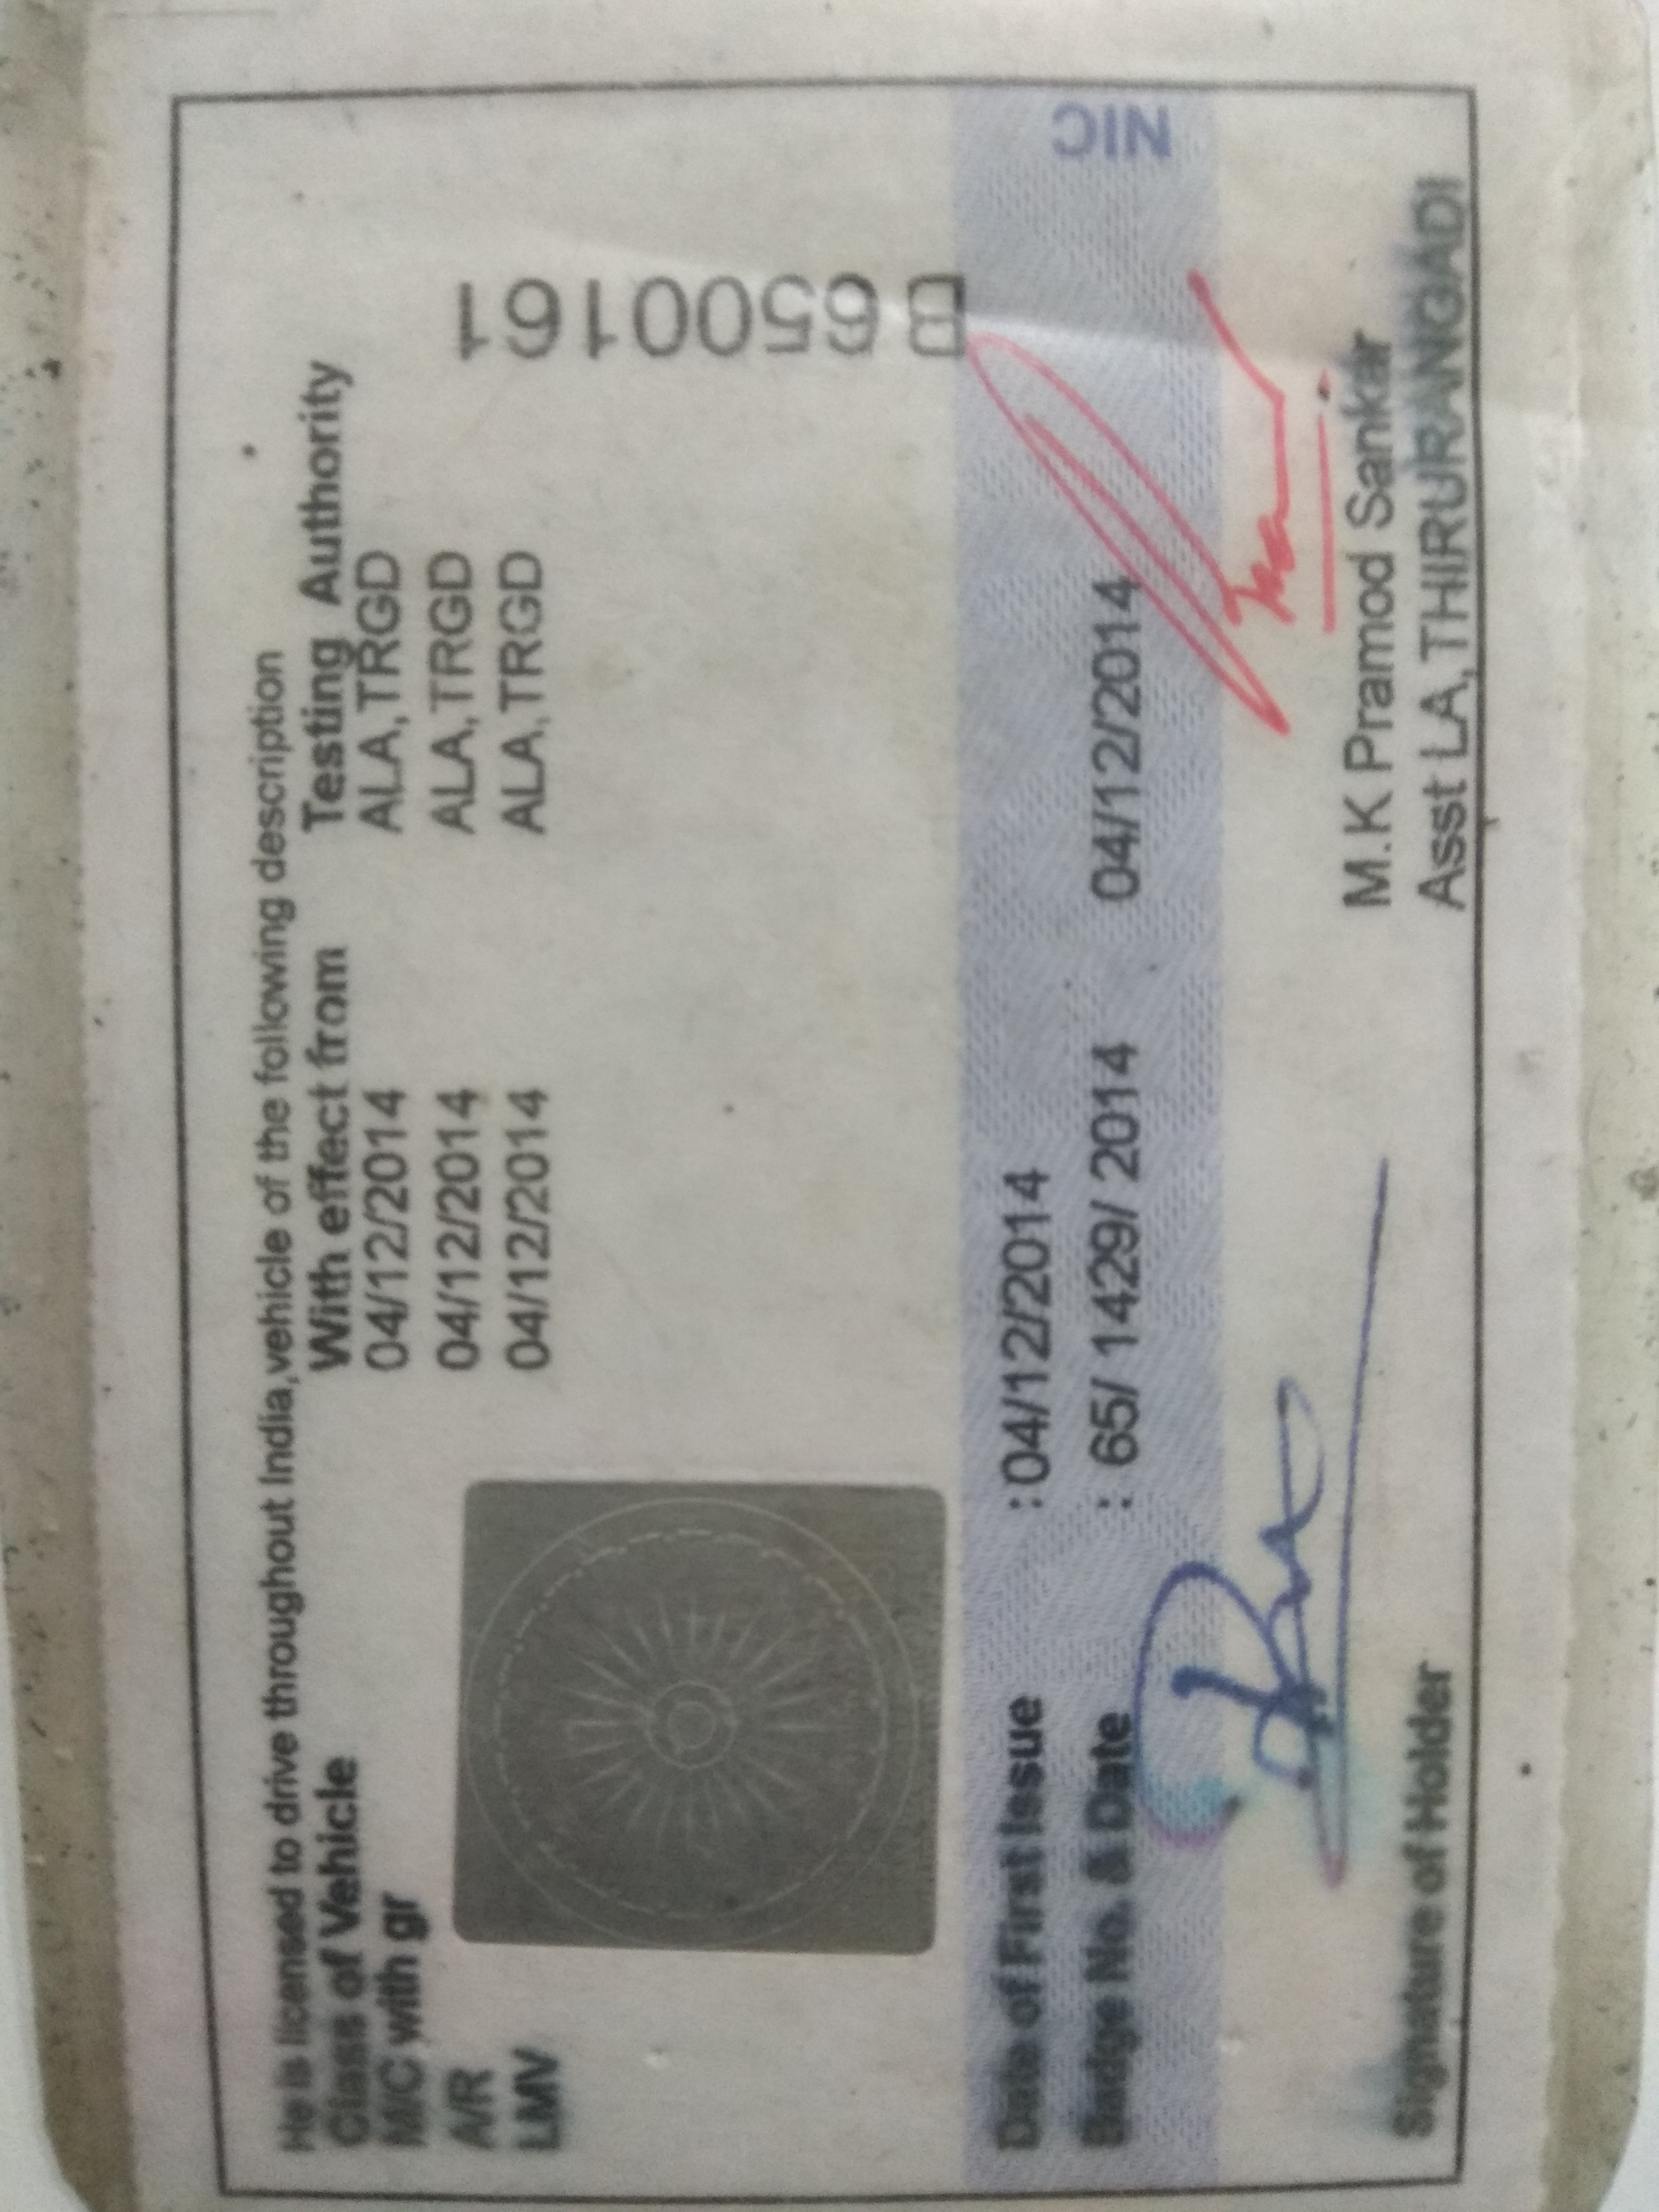 He is licensed to drive throughout India,vehicle of the following description
Class of Vehicle With effect from Testing Authority
M/C with gr 04/12/2014 ALA,TRGD
A/R 04/12/2014 ALA,TRGD
LMV 04/12/2014 ALA,TRGD
B 6500161
NIC
Date of First Issue :04/12/2014
Badge No. & Date : 65/ 1429/ 2014 04/12/2014
M.K Pramod Sankar
Signature of Holder Asst LA,THIRURANGADI